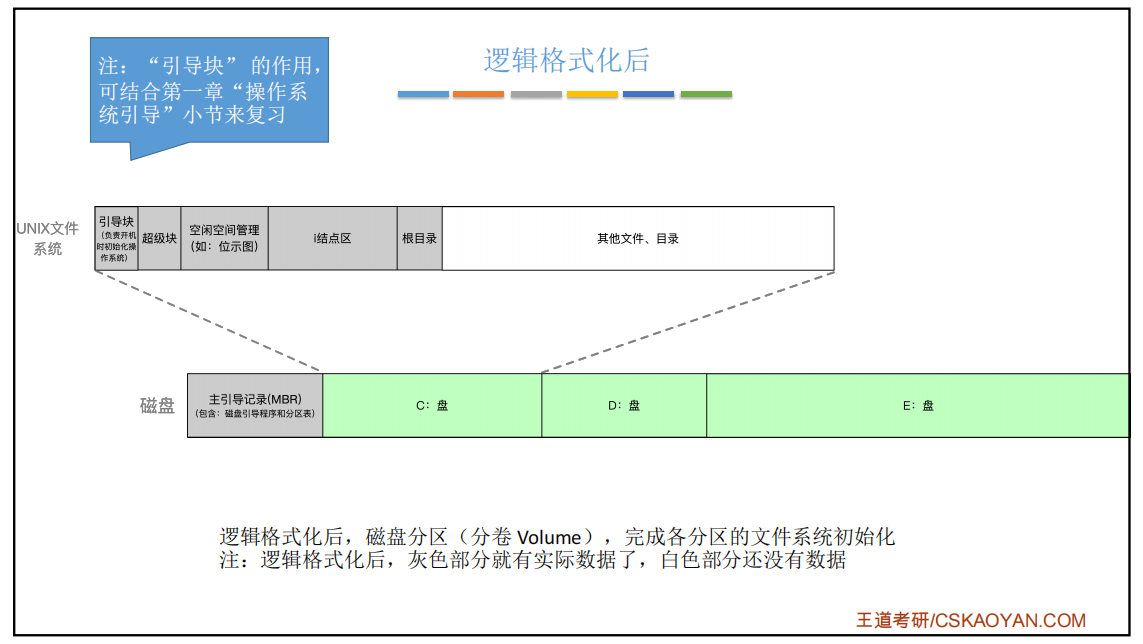 注：“引导块” 的作用，
可结合第一章“操作系
统引导”小节来复习
逻辑格式化后
UNIX文件
系统
引导块
（负责开机
时初始化操
作系统）
超级块
空闲空间管理
(如：位示图)
i结点区
根目录
其他文件、目录
磁盘
主引导记录(MBR)
(包含：磁盘引导程序和分区表)
C：盘
D：盘
E：盘
逻辑格式化后，磁盘分区（分卷 Volume），完成各分区的文件系统初始化
注：逻辑格式化后，灰色部分就有实际数据了，白色部分还没有数据
王道考研/CSKAOYAN.COM